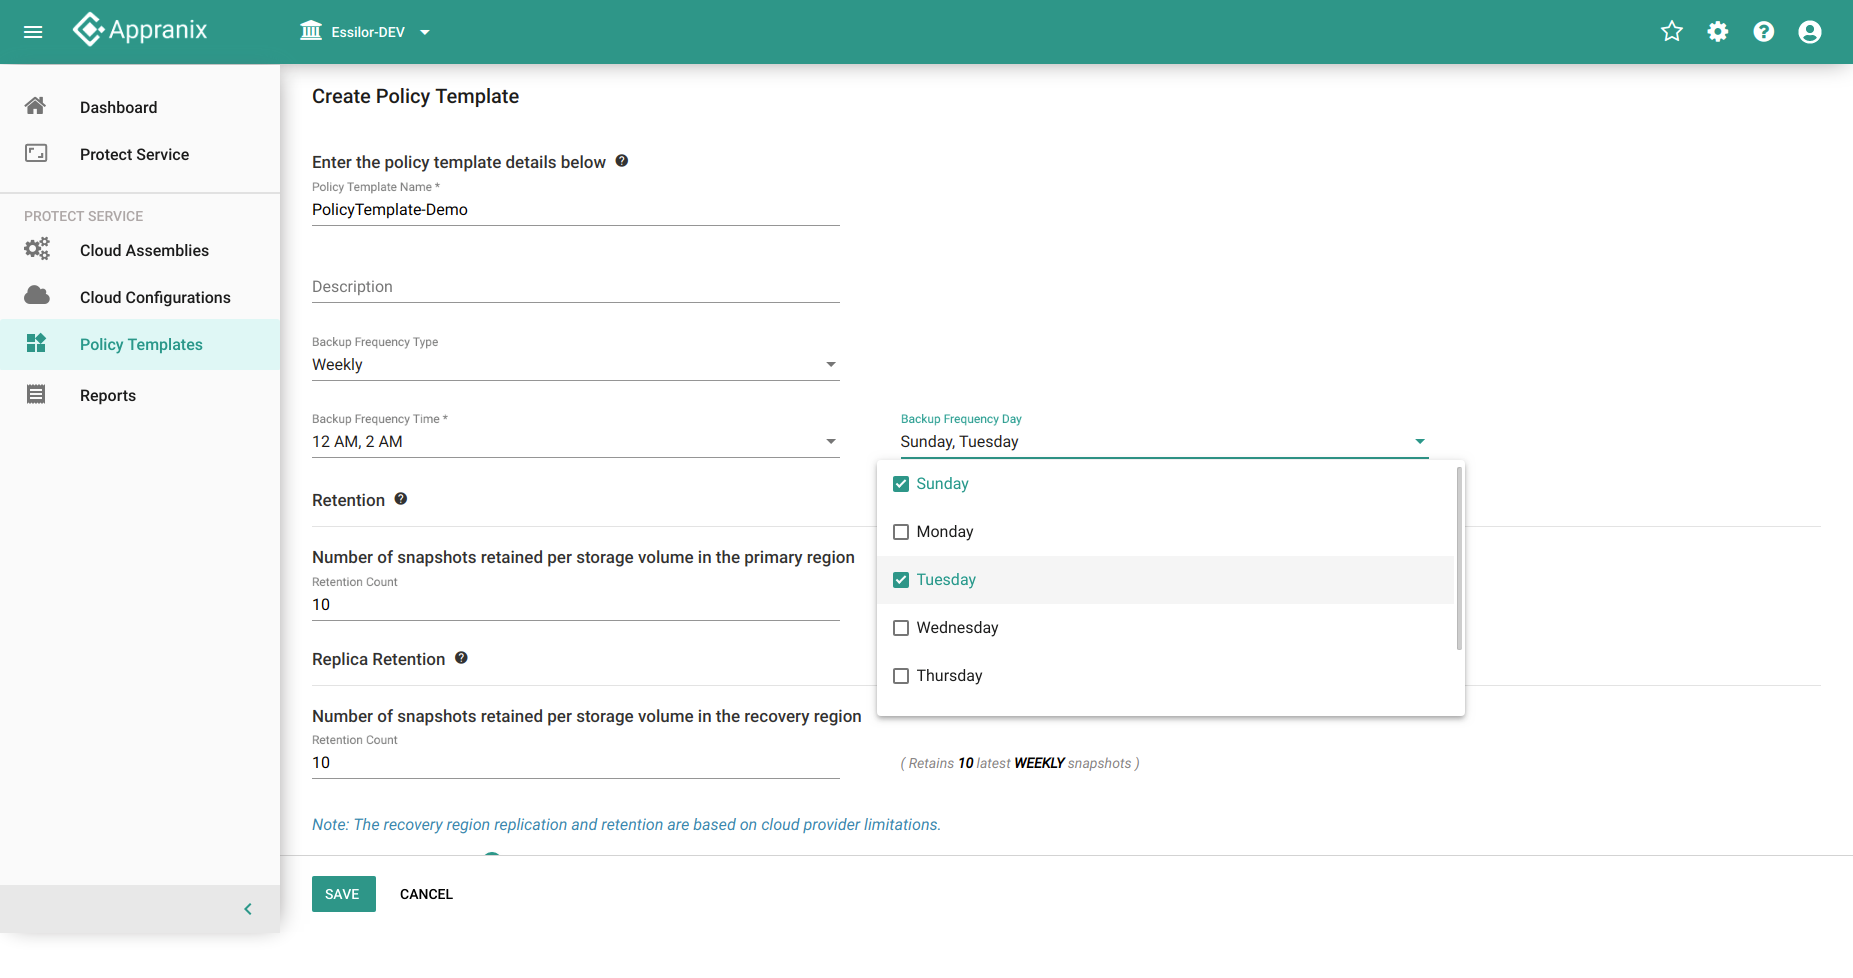 Appranix
Essilor-DEV
Dashboard
Protect Service
PROTECT SERVICE
Cloud Assemblies
Cloud Configurations
Policy Templates
Reports
Create Policy Template
Enter the policy template details below
Policy Template Name *
PolicyTemplate-Demo
Description
Backup Frequency Type
Weekly
Backup Frequency Time *
12 AM, 2 AM
Backup Frequency Day
Sunday, Tuesday
Sunday
Monday
Tuesday
Wednesday
Thursday
Retention
Number of snapshots retained per storage volume in the primary region
Retention Count
10
Replica Retention
Number of snapshots retained per storage volume in the recovery region
Retention Count
10
( Retains 10 latest WEEKLY snapshots )
Note: The recovery region replication and retention are based on cloud provider limitations.
SAVE
CANCEL